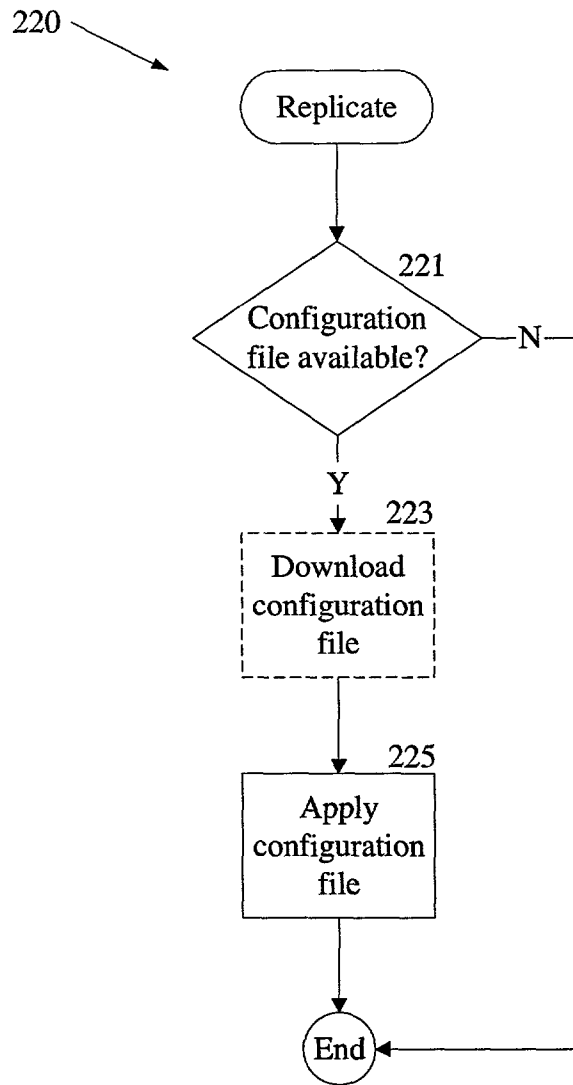 220
Replicate
221
Configuration
file available?
N
Y
223
Download
configuration
file
225
Apply
configuration
file
End